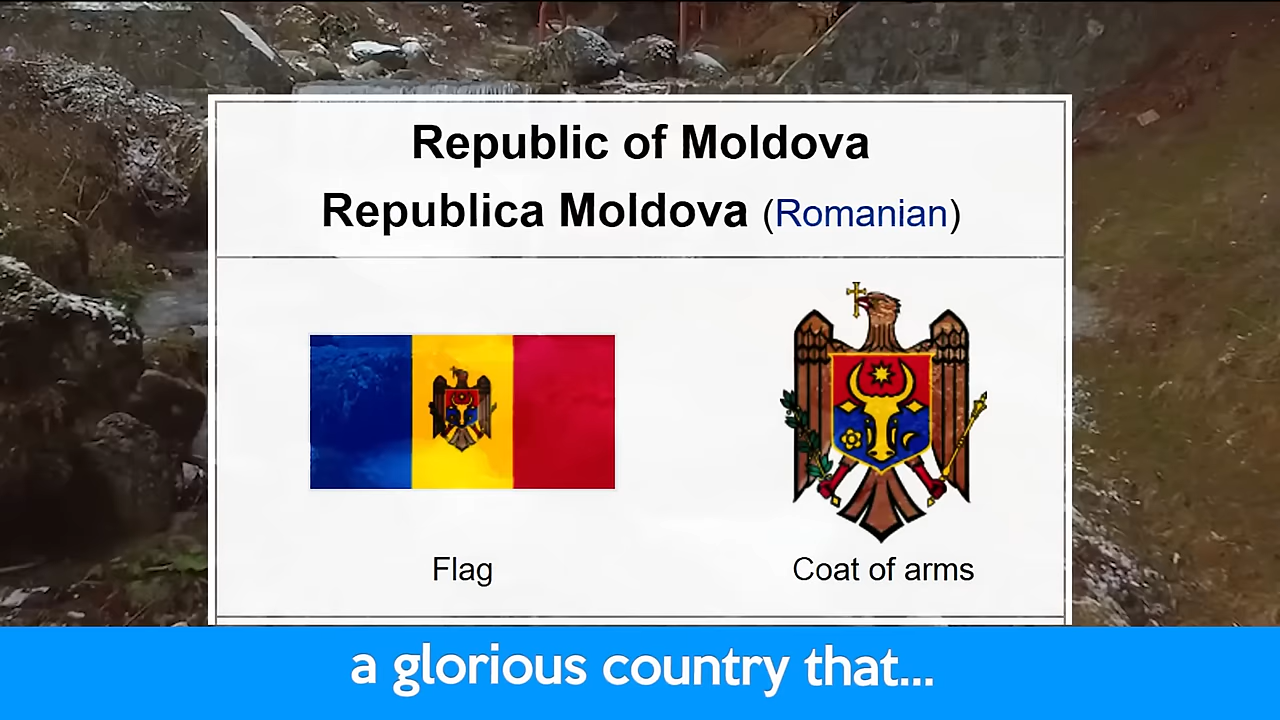 Republic of Moldova
Republica Moldova (Romanian)
Flag
Coat of arms
a glorious country that...